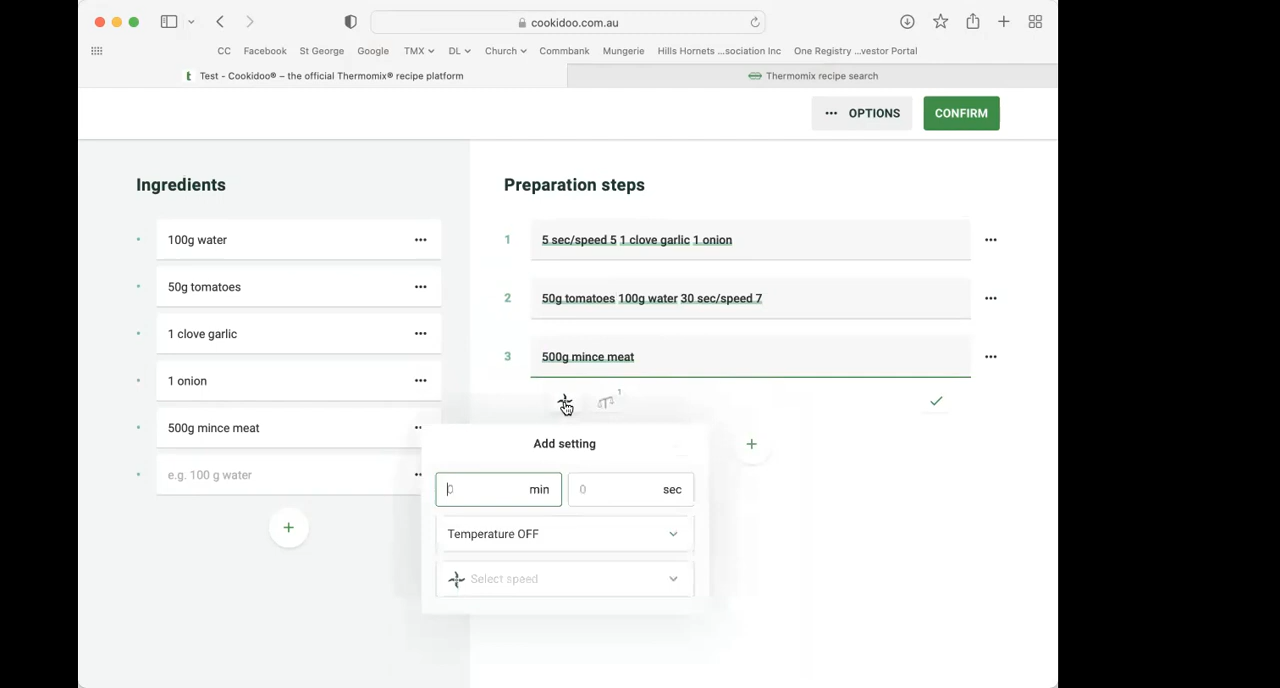 cookidoo.com.au
CC Facebook St George Google TMX DL Church Commbank Mungerie Hills Hornets ...sociation Inc One Registry ...vestor Portal
t Test - Cookidoo® – the official Thermomix® recipe platform
Thermomix recipe search
••• OPTIONS
CONFIRM
Ingredients
100g water
50g tomatoes
1 clove garlic
1 onion
500g mince meat
e.g. 100 g water
Preparation steps
1 5 sec/speed 5 1 clove garlic 1 onion
2 50g tomatoes 100g water 30 sec/speed 7
3 500g mince meat
1
Add setting
0 min 0 sec
Temperature OFF
Select speed